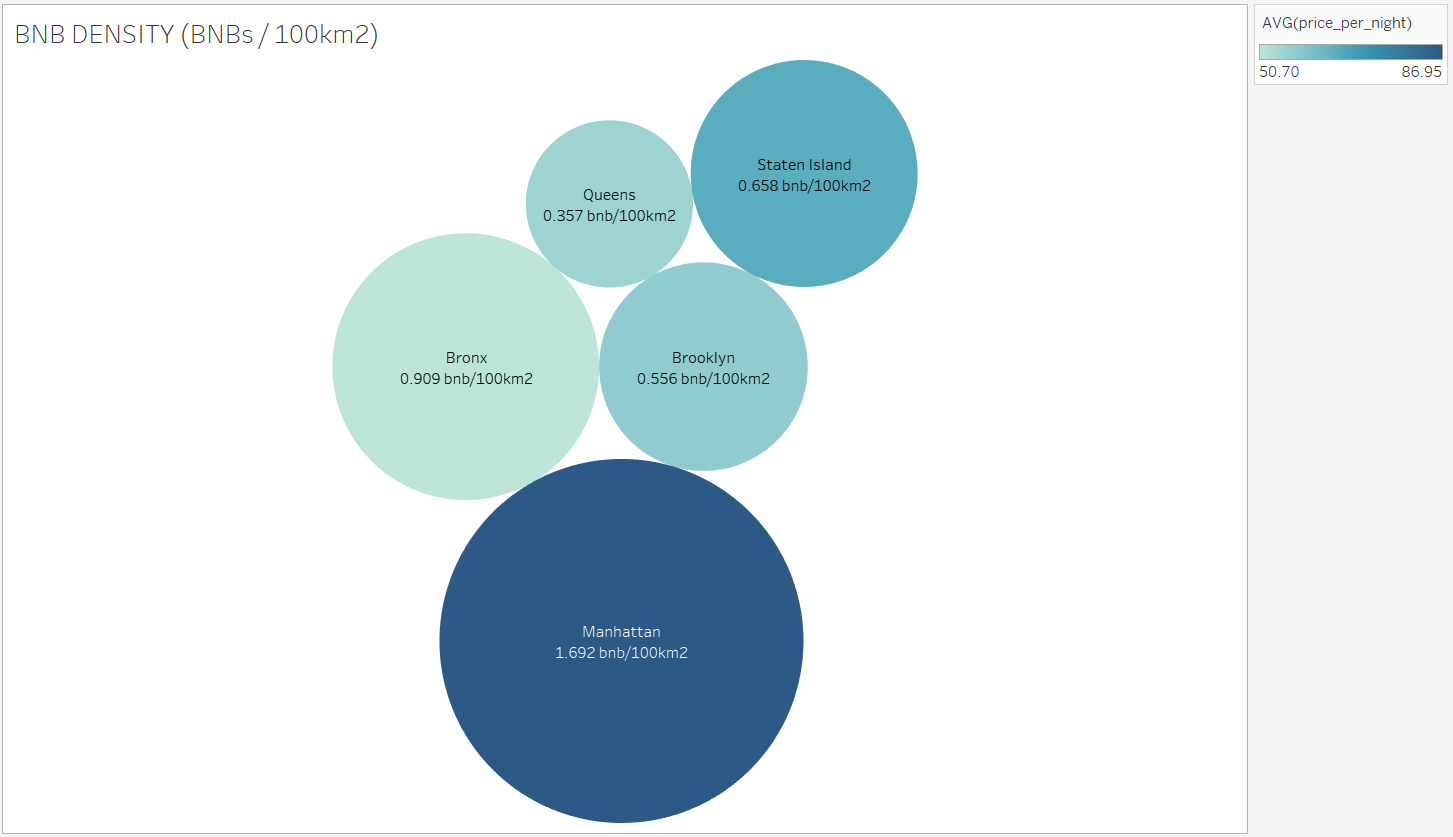 BNB DENSITY (BNBs / 100km2)
AVG(price_per_night)
50.70 86.95
Staten Island
0.658 bnb/100km2
Queens
0.357 bnb/100km2
Bronx
0.909 bnb/100km2
Brooklyn
0.556 bnb/100km2
Manhattan
1.692 bnb/100km2